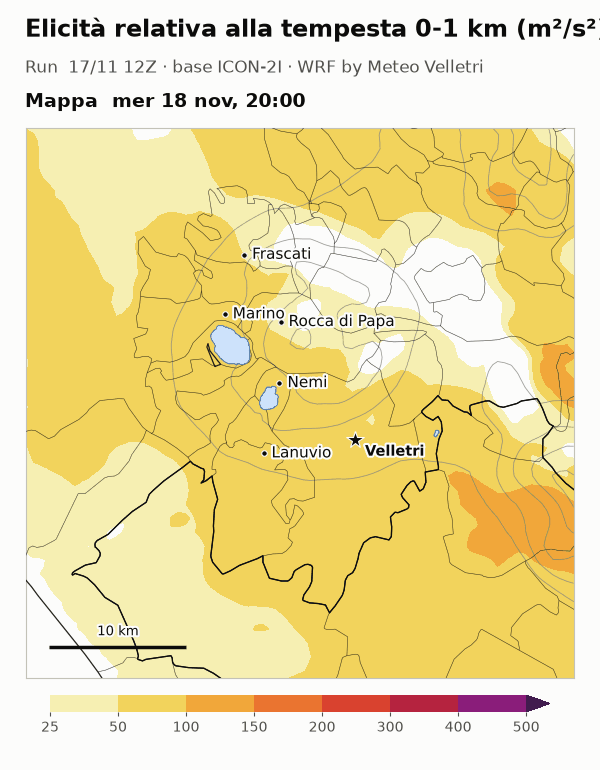 Elicità relativa alla tempesta 0-1 km (m²/s²)
Run 17/11 12Z · base ICON-2I · WRF by Meteo Velletri
Mappa mer 18 nov, 20:00
Frascati
Marino
Rocca di Papa
Nemi
Velletri
Lanuvio
10 km
25 50 100 150 200 300 400 500